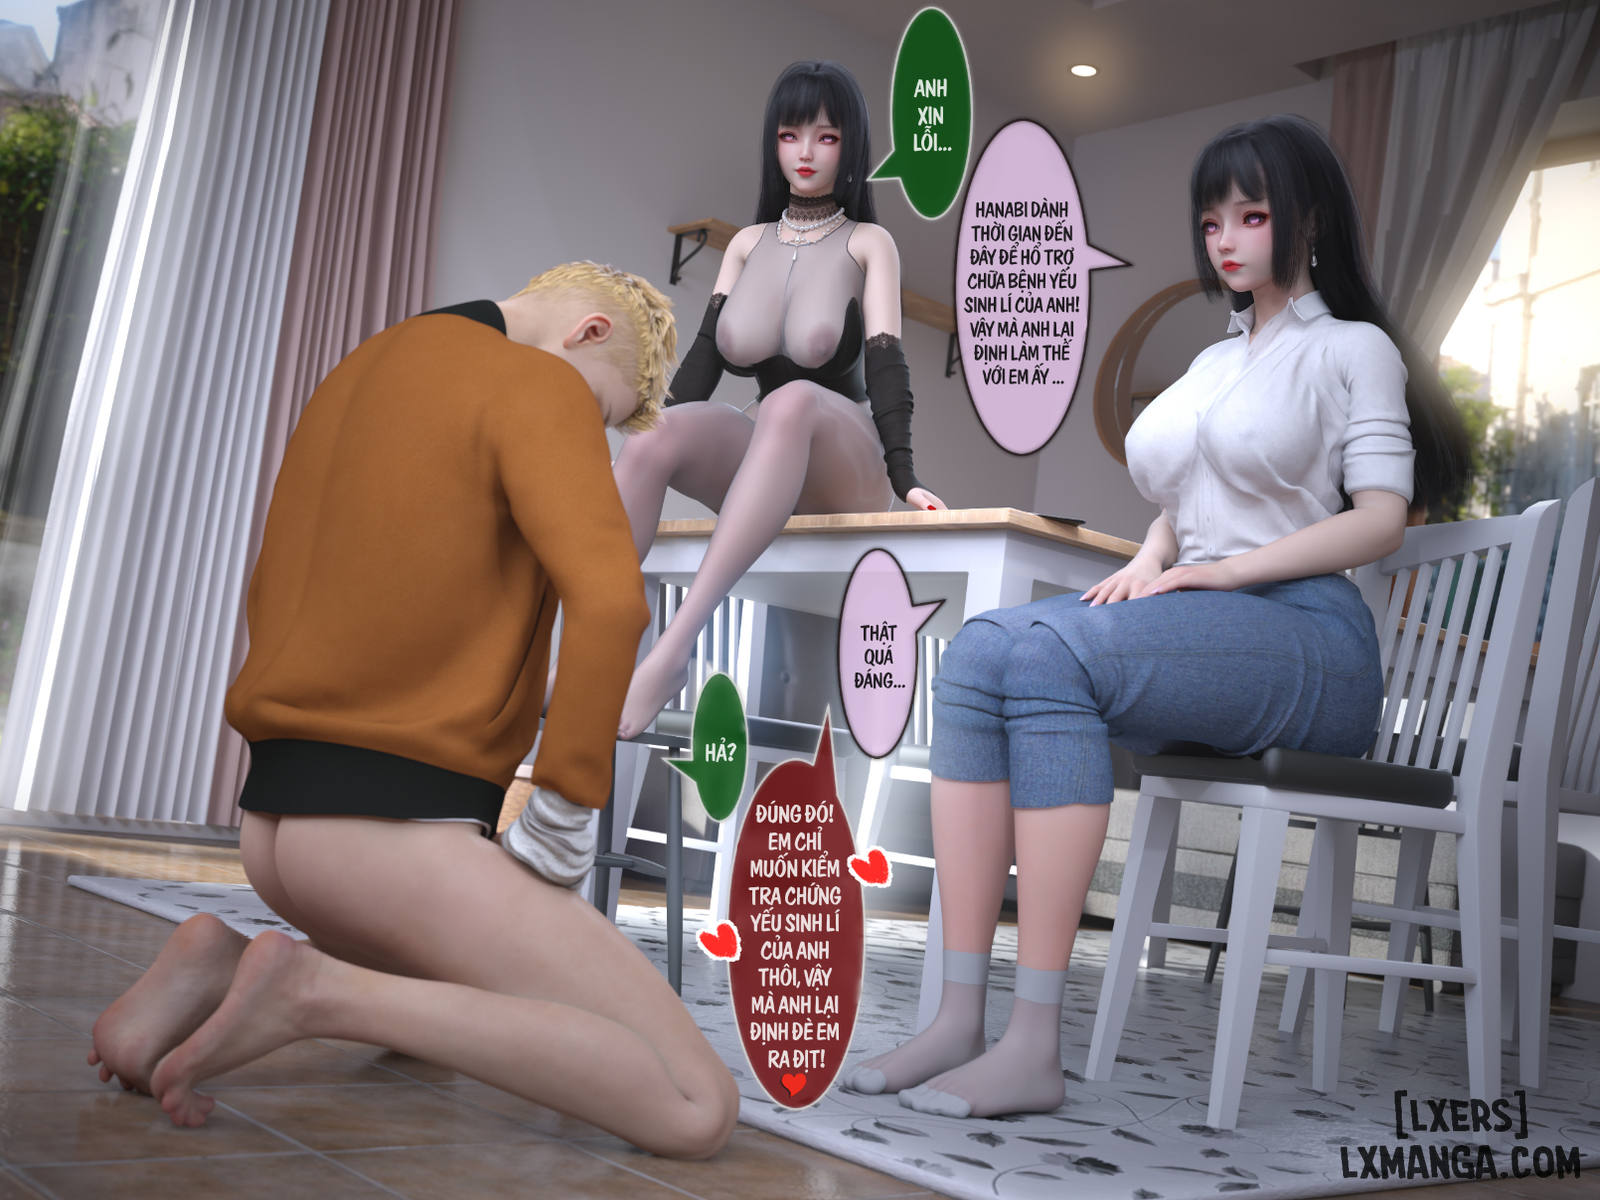 ANH
XIN
LỖI...
HANABI DÀNH
THỜI GIAN ĐẾN
ĐÂY ĐỂ HỔ TRỢ
CHỮA BỆNH YẾU
SINH LÍ CỦA ANH!
VẬY MÀ ANH LẠI
ĐỊNH LÀM THẾ
VỚI EM ẤY ...
THẬT
QUÁ
ĐÁNG...
HẢ?
ĐÚNG ĐÓ!
EM CHỈ
MUỐN KIỂM
TRA CHỨNG
YẾU SINH LÍ
CỦA ANH
THÔI, VẬY
MÀ ANH LẠI
ĐỊNH ĐÈ EM
RA ĐỊT!
[LXERS]
LXMANGA.COM